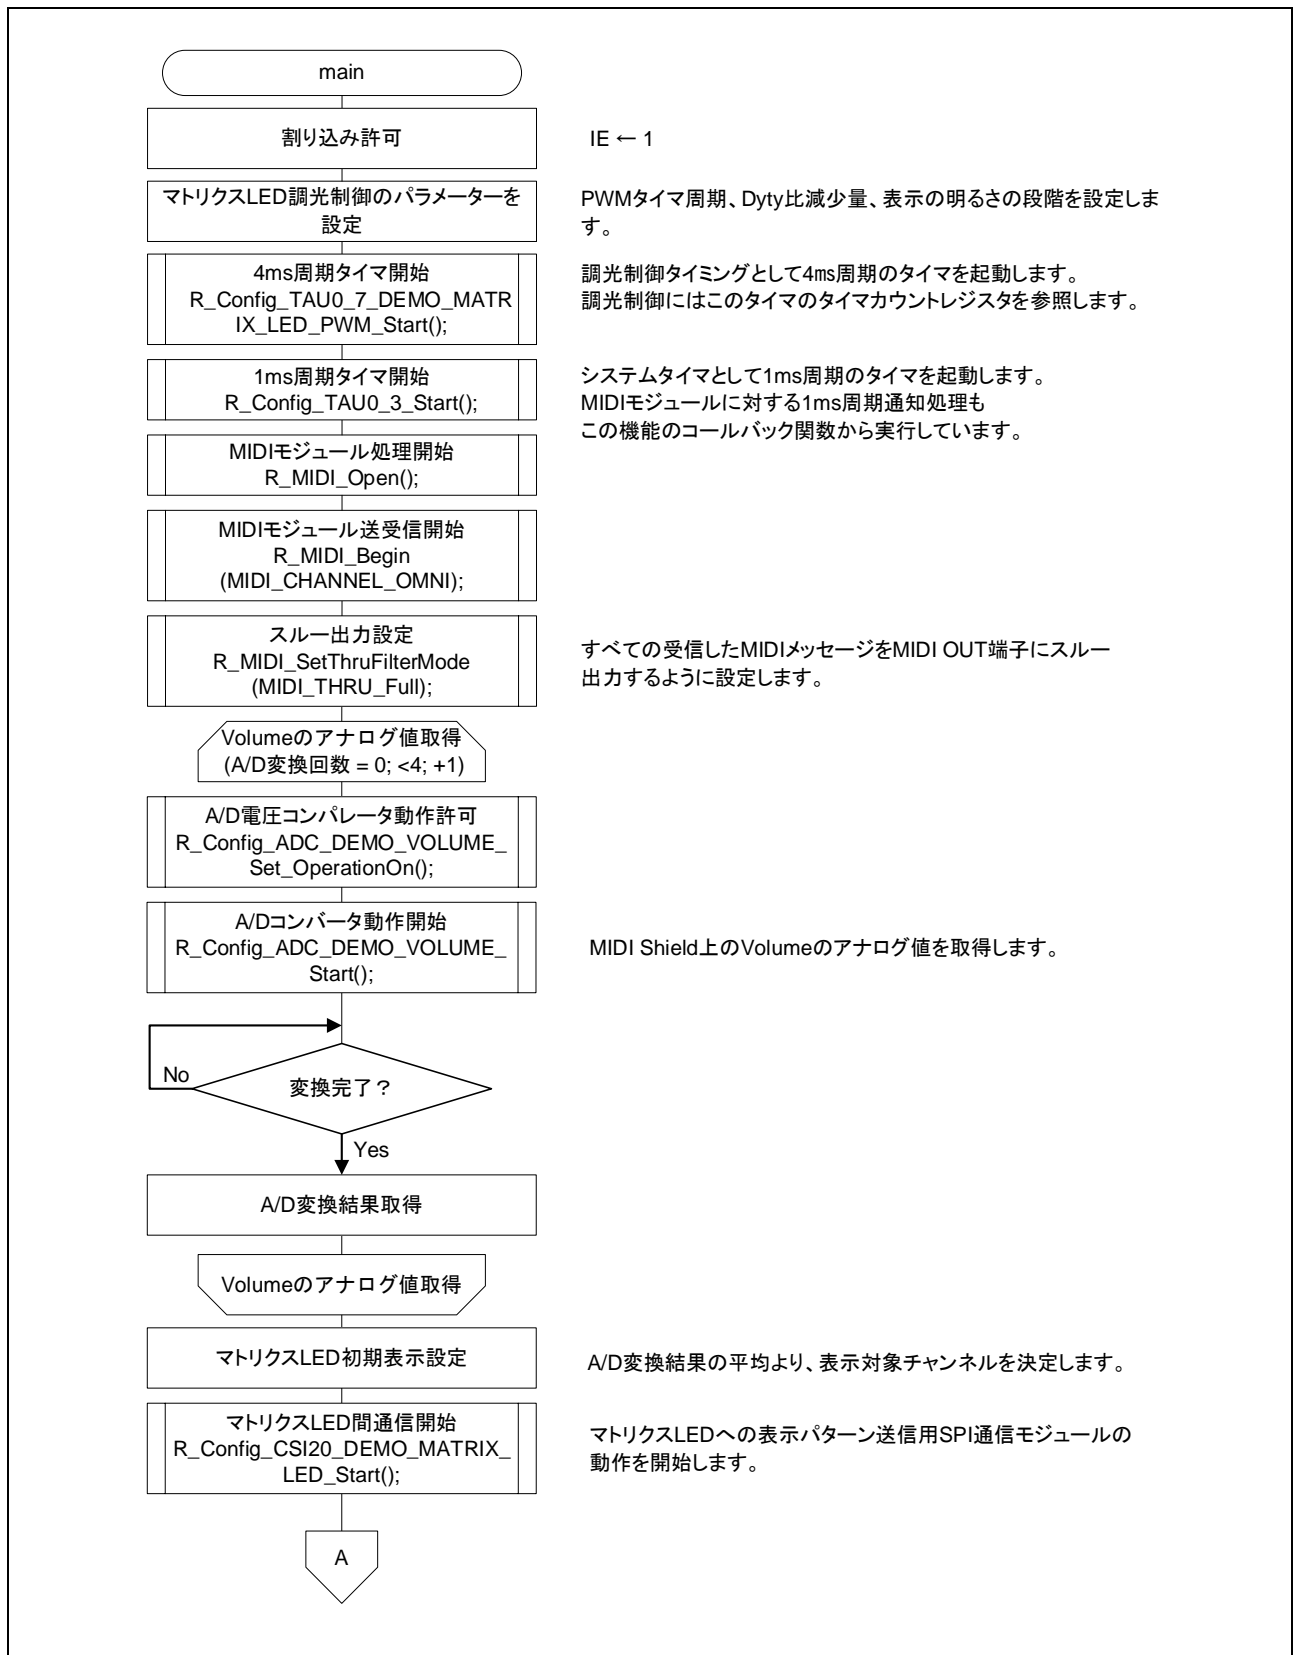 main
割り込み許可
IE ← 1
マトリクスLED調光制御のパラメーターを
設定
PWMタイマ周期、Dyty比減少量、表示の明るさの段階を設定しま
す。
4ms周期タイマ開始
R_Config_TAU0_7_DEMO_MATR
IX_LED_PWM_Start();
調光制御タイミングとして4㎳周期のタイマを起動します。
調光制御にはこのタイマのタイマカウントレジスタを参照します。
1ms周期タイマ開始
R_Config_TAU0_3_Start();
システムタイマとして1ms周期のタイマを起動します。
MIDIモジュールに対する1ms周期通知処理も
この機能のコールバック関数から実行しています。
MIDIモジュール処理開始
R_MIDI_Open();
MIDIモジュール送受信開始
R_MIDI_Begin
(MIDI_CHANNEL_OMNI);
スルー出力設定
R_MIDI_SetThruFilterMode
(MIDI_THRU_Full);
すべての受信したMIDIメッセージをMIDI OUT端子にスルー
出力するように設定します。
Volumeのアナログ値取得
(A/D変換回数 = 0; <4; +1)
A/D電圧コンパレータ動作許可
R_Config_ADC_DEMO_VOLUME_
Set_OperationOn();
A/Dコンバータ動作開始
R_Config_ADC_DEMO_VOLUME_
Start();
MIDI Shield上のVolumeのアナログ値を取得します。
No
変換完了？
Yes
A/D変換結果取得
Volumeのアナログ値取得
マトリクスLED初期表示設定
A/D変換結果の平均より、表示対象チャンネルを決定します。
マトリクスLED間通信開始
R_Config_CSI20_DEMO_MATRIX_
LED_Start();
マトリクスLEDへの表示パターン送信用SPI通信モジュールの
動作を開始します。
A